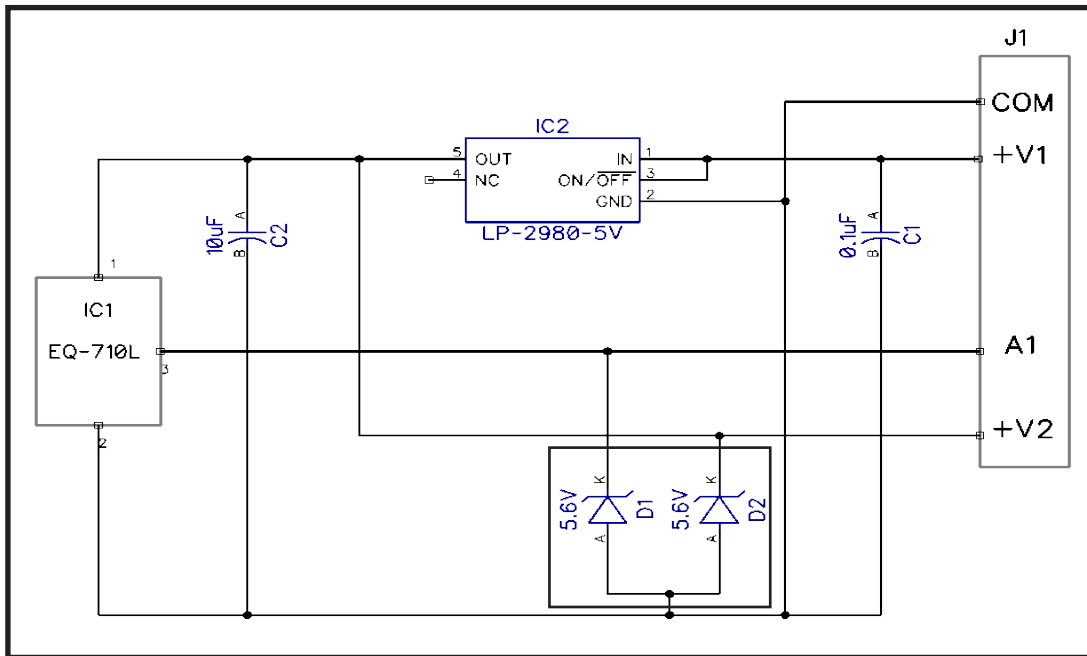 J1
COM
+V1
A1
+V2
IC2
5 OUT IN 1
4 NC ON/OFF 3
GND 2
LP-2980-5V
10uF
A
B
C2
0.1uF
A
B
C1
1
IC1
EQ-710L
3
2
5.6V
K
A
D1
5.6V
K
A
D2